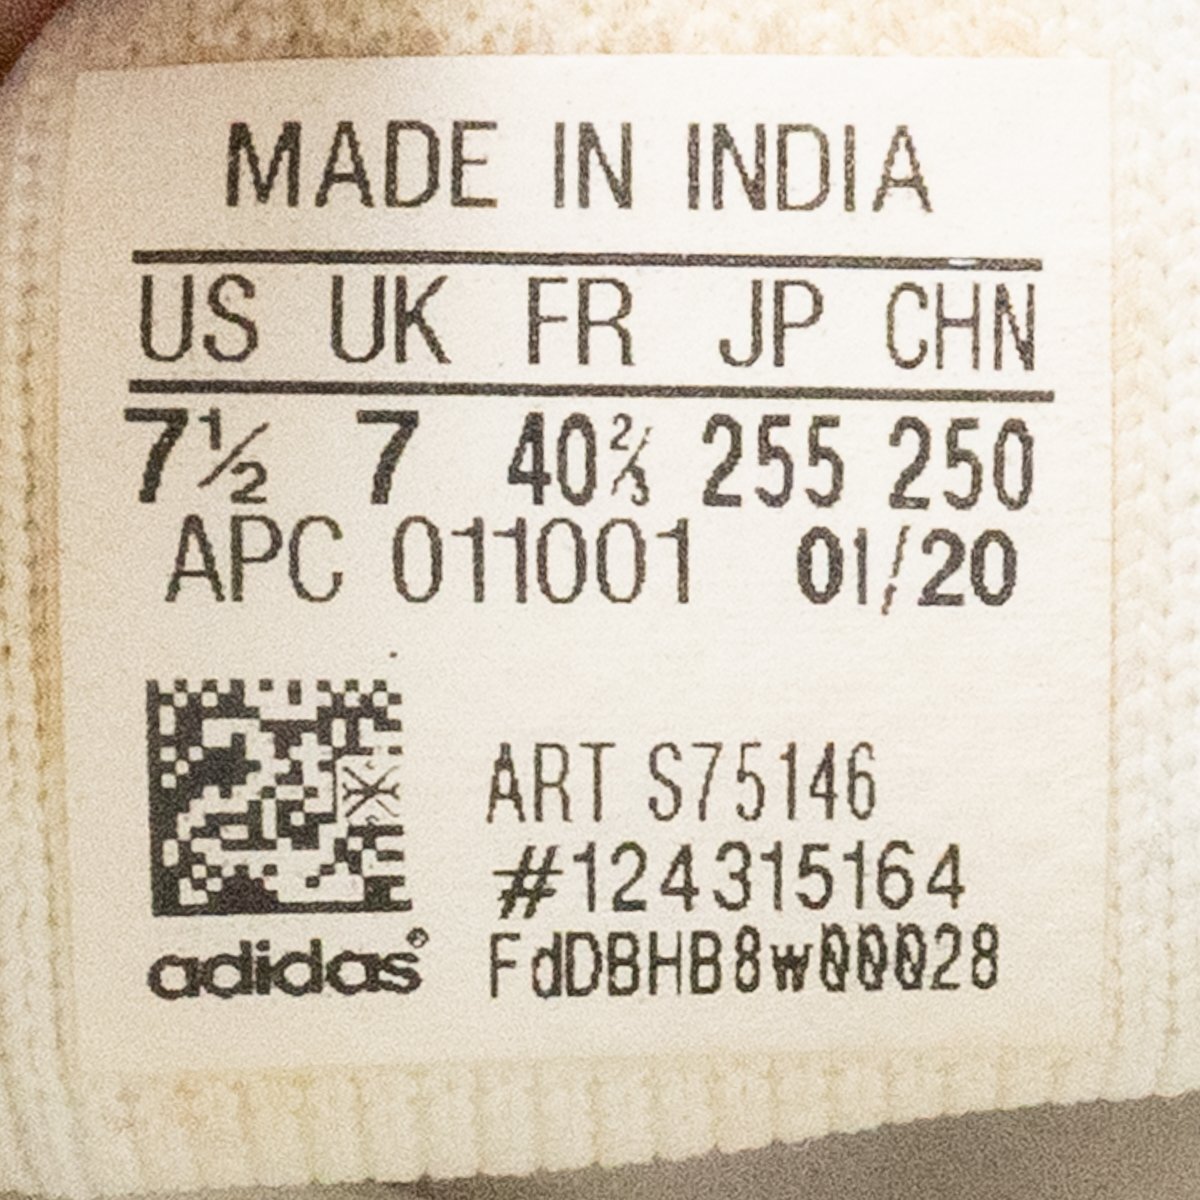 MADE IN INDIA
US UK FR JP CHN
7½ 7 40⅔ 255 250
APC 011001 01/20
ART S75146
#124315164
adidas® FdDBHB8w00028